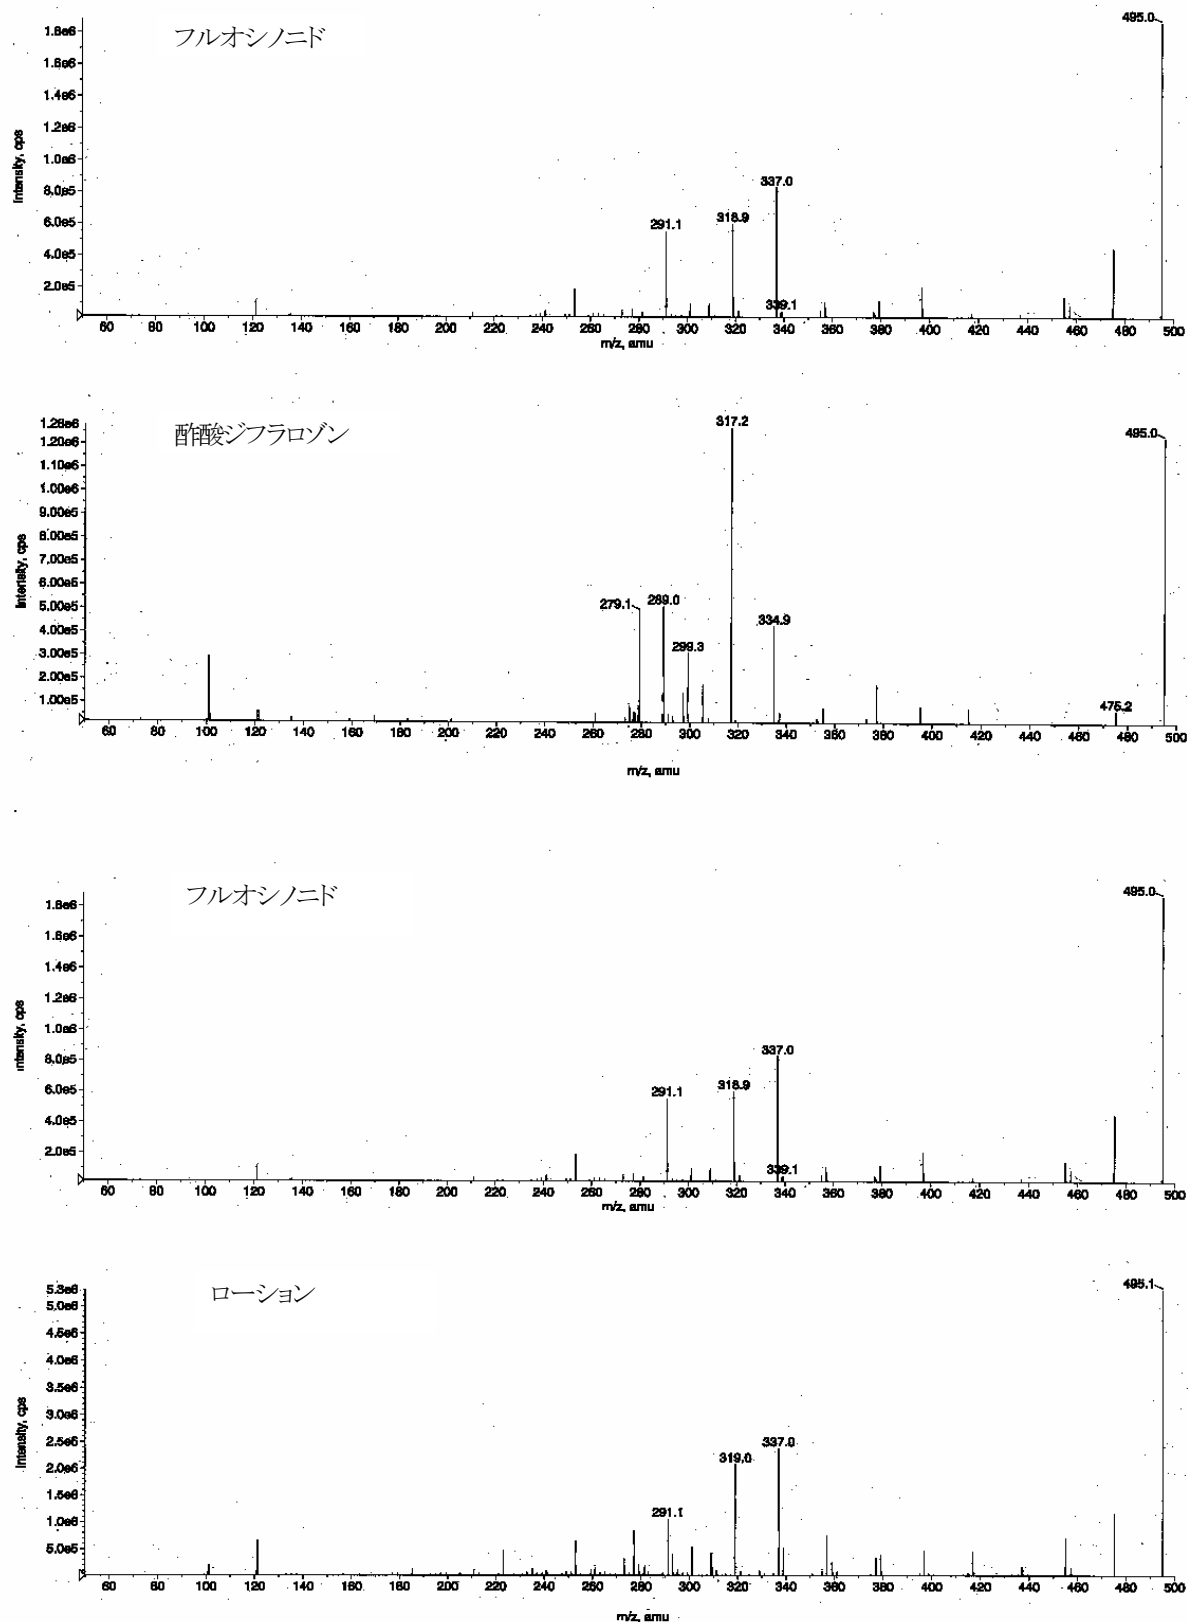 フルオシノニド
495.0
1.8e6
1.6e6
1.4e6
1.2e6
1.0e6
8.0e5
6.0e5
4.0e5
2.0e5
Intensity, cps
337.0
318.9
291.1
339.1
60 80 100 120 140 160 180 200 220 240 260 280 300 320 340 360 380 400 420 440 460 480 500
m/z, amu
酢酸ジフラロゾン
317.2
495.0
1.28e6
1.20e6
1.10e6
1.00e6
9.00e5
8.00e5
7.00e5
6.00e5
5.00e5
4.00e5
3.00e5
2.00e5
1.00e5
Intensity, cps
279.1
289.0
299.3
334.9
475.2
60 80 100 120 140 160 180 200 220 240 260 280 300 320 340 360 380 400 420 440 460 480 500
m/z, amu
フルオシノニド
495.0
1.8e6
1.6e6
1.4e6
1.2e6
1.0e6
8.0e5
6.0e5
4.0e5
2.0e5
Intensity, cps
337.0
318.9
291.1
339.1
60 80 100 120 140 160 180 200 220 240 260 280 300 320 340 360 380 400 420 440 460 480 500
m/z, amu
ローション
495.1
5.3e6
5.0e6
4.5e6
4.0e6
3.5e6
3.0e6
2.5e6
2.0e6
1.5e6
1.0e6
5.0e5
Intensity, cps
337.0
319.0
291.1
60 80 100 120 140 160 180 200 220 240 260 280 300 320 340 360 380 400 420 440 460 480 500
m/z, amu